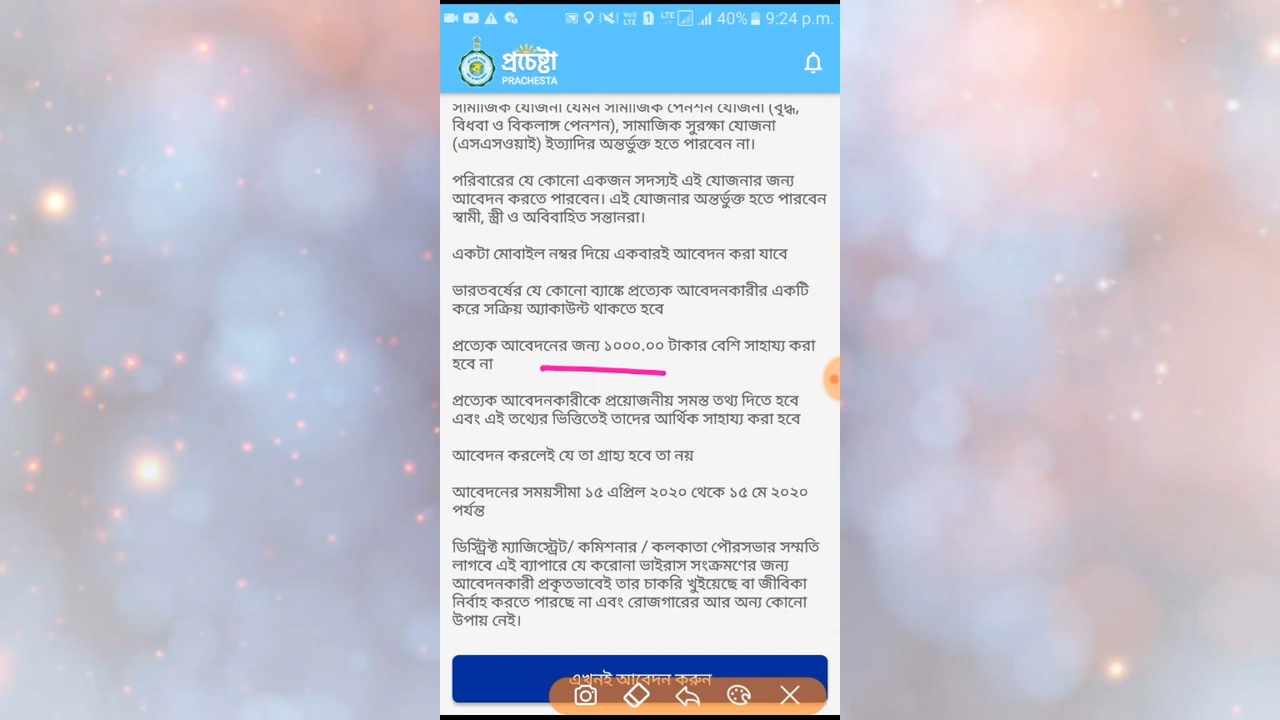 40% 9:24 p.m.
প্রচেষ্টা
PRACHESTA
সামাজিক যোজনা যেমন সামাজিক পেনশন যোজনা (বৃদ্ধ,
বিধবা ও বিকলাঙ্গ পেনশন), সামাজিক সুরক্ষা যোজনা
(এসএসওয়াই) ইত্যাদির অন্তর্ভুক্ত হতে পারবেন না।
পরিবারের যে কোনো একজন সদস্যই এই যোজনার জন্য
আবেদন করতে পারবেন। এই যোজনার অন্তর্ভুক্ত হতে পারবেন
স্বামী, স্ত্রী ও অবিবাহিত সন্তানরা।
একটা মোবাইল নম্বর দিয়ে একবারই আবেদন করা যাবে
ভারতবর্ষের যে কোনো ব্যাঙ্কে প্রত্যেক আবেদনকারীর একটি
করে সক্রিয় অ্যাকাউন্ট থাকতে হবে
প্রত্যেক আবেদনের জন্য ১০০০.০০ টাকার বেশি সাহায্য করা
হবে না
প্রত্যেক আবেদনকারীকে প্রয়োজনীয় সমস্ত তথ্য দিতে হবে
এবং এই তথ্যের ভিত্তিতেই তাদের আর্থিক সাহায্য করা হবে
আবেদন করলেই যে তা গ্রাহ্য হবে তা নয়
আবেদনের সময়সীমা ১৫ এপ্রিল ২০২০ থেকে ১৫ মে ২০২০
পর্যন্ত
ডিস্ট্রিক্ট ম্যাজিস্ট্রেট/ কমিশনার / কলকাতা পৌরসভার সম্মতি
লাগবে এই ব্যাপারে যে করোনা ভাইরাস সংক্রমণের জন্য
আবেদনকারী প্রকৃতভাবেই তার চাকরি খুইয়েছে বা জীবিকা
নির্বাহ করতে পারছে না এবং রোজগারের আর অন্য কোনো
উপায় নেই।
এখনই আবেদন করুন